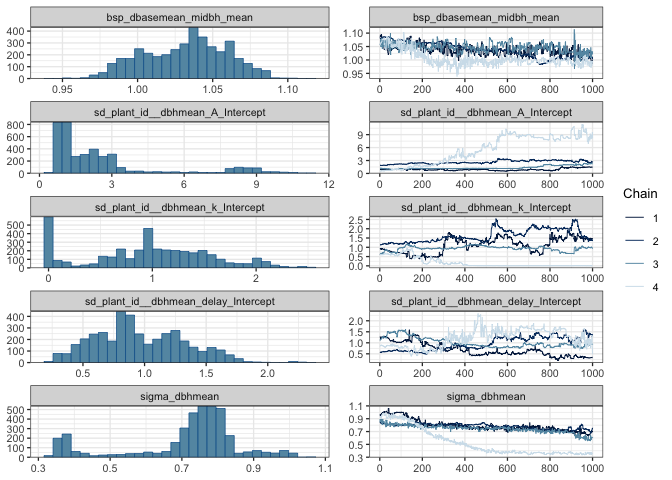 bsp_dbasemean_midbh_mean
400
300
200
100
0
0.95 1.00 1.05 1.10
bsp_dbasemean_midbh_mean
1.10
1.05
1.00
0.95
0 200 400 600 800 1000
sd_plant_id__dbhmean_A_Intercept
800
600
400
200
0
0 3 6 9 12
sd_plant_id__dbhmean_A_Intercept
9
6
3
0
0 200 400 600 800 1000
sd_plant_id__dbhmean_k_Intercept
500
400
300
200
100
0
0 1 2
sd_plant_id__dbhmean_k_Intercept
2.5
2.0
1.5
1.0
0.5
0.0
0 200 400 600 800 1000
sd_plant_id__dbhmean_delay_Intercept
400
300
200
100
0
0.5 1.0 1.5 2.0
sd_plant_id__dbhmean_delay_Intercept
2.0
1.5
1.0
0.5
0 200 400 600 800 1000
sigma_dbhmean
500
400
300
200
100
0
0.3 0.5 0.7 0.9 1.1
sigma_dbhmean
1.1
0.9
0.7
0.5
0.3
0 200 400 600 800 1000
Chain
1
2
3
4